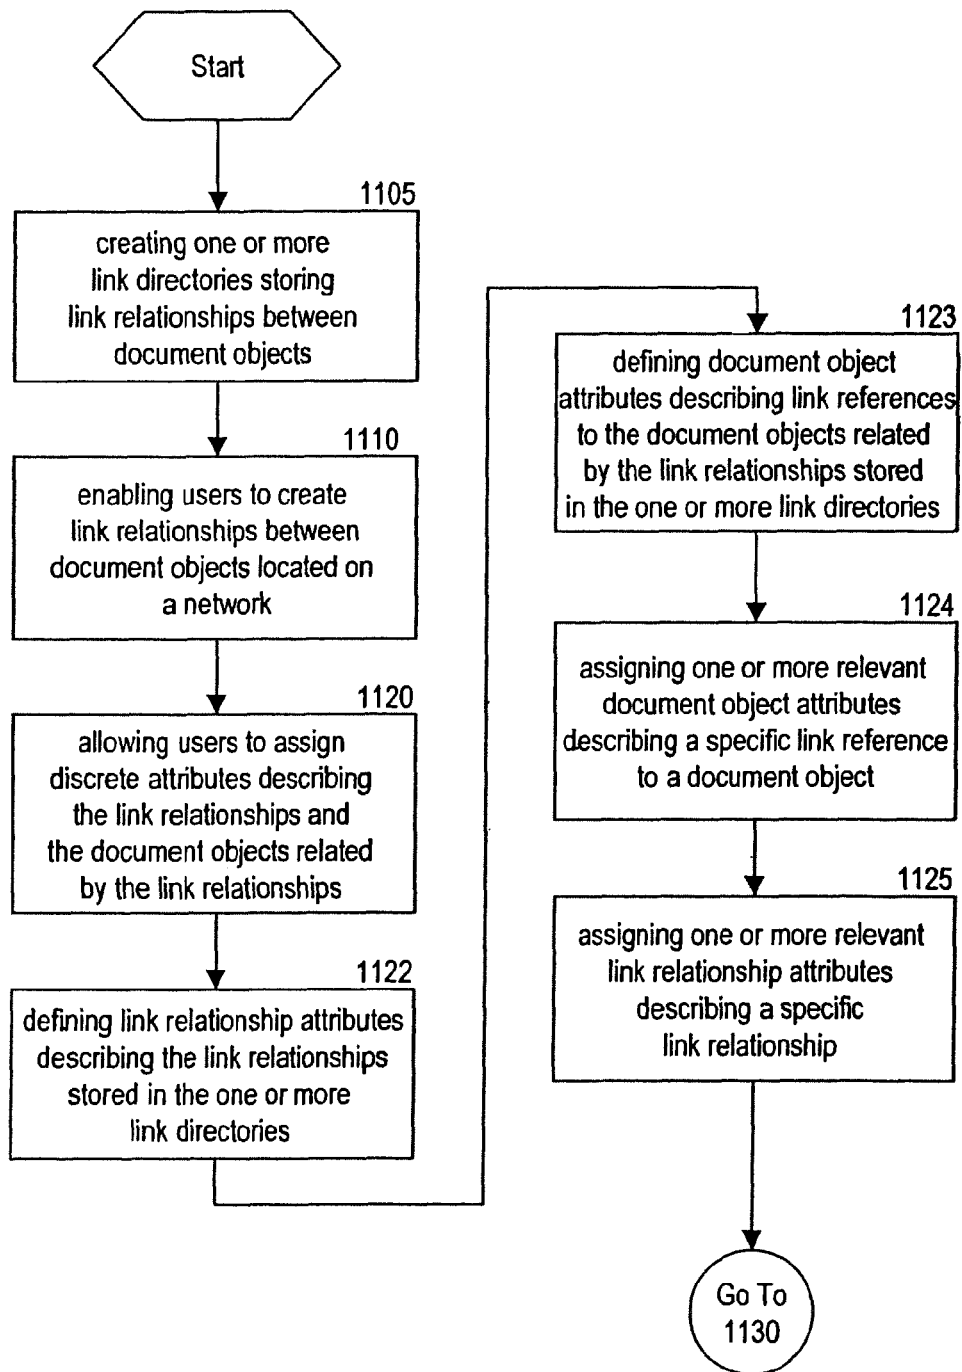 Start
1105
creating one or more
link directories storing
link relationships between
document objects
1110
enabling users to create
link relationships between
document objects located on
a network
1120
allowing users to assign
discrete attributes describing
the link relationships and
the document objects related
by the link relationships
1122
defining link relationship attributes
describing the link relationships
stored in the one or more
link directories
1123
defining document object
attributes describing link references
to the document objects related
by the link relationships stored
in the one or more link directories
1124
assigning one or more relevant
document object attributes
describing a specific link reference
to a document object
1125
assigning one or more relevant
link relationship attributes
describing a specific
link relationship
Go To
1130